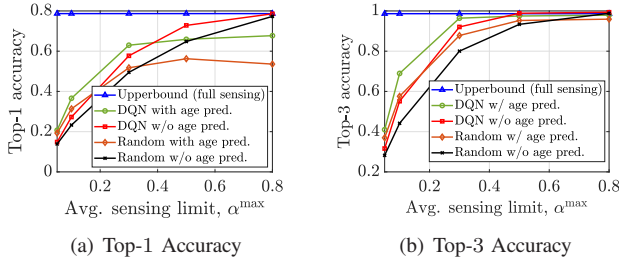 0.8
0.6
0.4
0.2
0
Top-1 accuracy
Upperbound (full sensing)
DQN with age pred.
DQN w/o age pred.
Random with age pred.
Random w/o age pred.
0.2 0.4 0.6 0.8
Avg. sensing limit, α^max
(a) Top-1 Accuracy
1
0.8
0.6
0.4
0.2
Top-3 accuracy
Upperbound (full sensing)
DQN w/ age pred.
DQN w/o age pred.
Random w/ age pred.
Random w/o age pred.
0.2 0.4 0.6 0.8
Avg. sensing limit, α^max
(b) Top-3 Accuracy